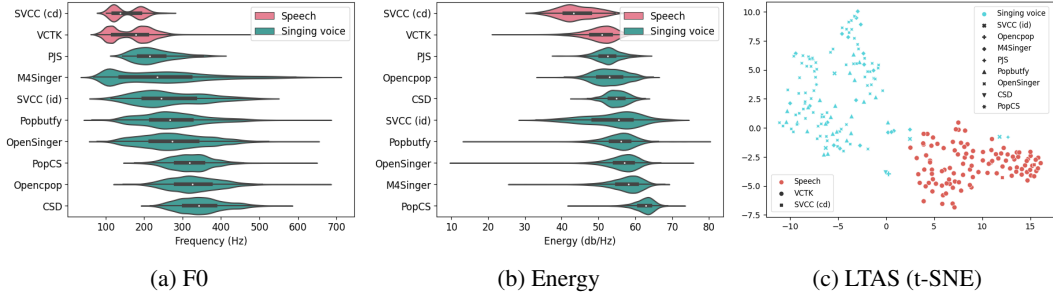 SVCC (cd)
VCTK
PJS
M4Singer
SVCC (id)
Popbutfy
OpenSinger
PopCS
Opencpop
CSD
Speech
Singing voice
0 100 200 300 400 500 600 700
Frequency (Hz)
(a) F0
SVCC (cd)
VCTK
PJS
Opencpop
CSD
SVCC (id)
Popbutfy
OpenSinger
M4Singer
PopCS
Speech
Singing voice
10 20 30 40 50 60 70 80
Energy (db/Hz)
(b) Energy
10.0
7.5
5.0
2.5
0.0
−2.5
−5.0
−7.5
Singing voice
SVCC (id)
Opencpop
M4Singer
PJS
Popbutfy
OpenSinger
CSD
PopCS
Speech
VCTK
SVCC (cd)
−10 −5 0 5 10 15
(c) LTAS (t-SNE)